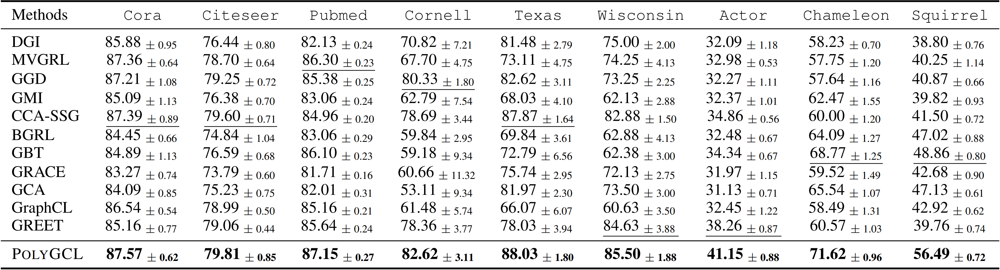 Methods Cora Citeseer Pubmed Cornell Texas Wisconsin Actor Chameleon Squirrel
DGI 85.88 ± 0.95 76.44 ± 0.80 82.13 ± 0.24 70.82 ± 7.21 81.48 ± 2.79 75.00 ± 2.00 32.09 ± 1.18 58.23 ± 0.70 38.80 ± 0.76
MVGRL 87.36 ± 0.64 78.70 ± 0.64 86.30 ± 0.23 67.70 ± 4.75 73.11 ± 4.75 74.25 ± 4.13 32.98 ± 0.53 57.75 ± 1.20 40.25 ± 1.14
GGD 87.21 ± 1.08 79.25 ± 0.72 85.38 ± 0.25 80.33 ± 1.80 82.62 ± 3.11 73.25 ± 2.25 32.27 ± 1.11 57.64 ± 1.16 40.87 ± 0.66
GMI 85.09 ± 1.13 76.38 ± 0.70 83.06 ± 0.24 62.79 ± 7.54 68.03 ± 4.10 62.13 ± 2.88 32.37 ± 1.01 62.47 ± 1.55 39.82 ± 0.93
CCA-SSG 87.39 ± 0.89 79.60 ± 0.71 84.96 ± 0.20 78.69 ± 3.44 87.87 ± 1.64 82.88 ± 1.50 34.86 ± 0.56 60.00 ± 1.20 41.50 ± 0.72
BGRL 84.45 ± 0.66 74.84 ± 1.04 83.06 ± 0.29 59.84 ± 2.95 69.84 ± 3.61 62.88 ± 4.13 32.48 ± 0.67 64.09 ± 1.27 47.02 ± 0.88
GBT 84.89 ± 1.13 76.59 ± 0.68 86.10 ± 0.23 59.18 ± 9.34 72.79 ± 6.56 62.38 ± 3.00 34.34 ± 0.67 68.77 ± 1.25 48.86 ± 0.80
GRACE 83.27 ± 0.74 73.79 ± 0.60 81.71 ± 0.16 60.66 ± 11.32 75.74 ± 2.95 72.13 ± 2.75 31.97 ± 1.15 59.52 ± 1.49 42.68 ± 0.90
GCA 84.09 ± 0.85 75.23 ± 0.75 82.01 ± 0.31 53.11 ± 9.34 81.97 ± 2.30 73.50 ± 3.00 31.13 ± 0.71 65.54 ± 1.07 47.13 ± 0.61
GraphCL 86.54 ± 0.54 78.99 ± 0.50 85.16 ± 0.21 61.48 ± 5.74 66.07 ± 6.07 60.63 ± 3.50 32.45 ± 1.22 58.49 ± 1.31 42.92 ± 0.62
GREET 85.16 ± 0.77 79.06 ± 0.44 85.64 ± 0.24 78.36 ± 3.77 78.03 ± 3.94 84.63 ± 3.88 38.26 ± 0.87 60.57 ± 1.03 39.76 ± 0.74
POLYGCL 87.57 ± 0.62 79.81 ± 0.85 87.15 ± 0.27 82.62 ± 3.11 88.03 ± 1.80 85.50 ± 1.88 41.15 ± 0.88 71.62 ± 0.96 56.49 ± 0.72